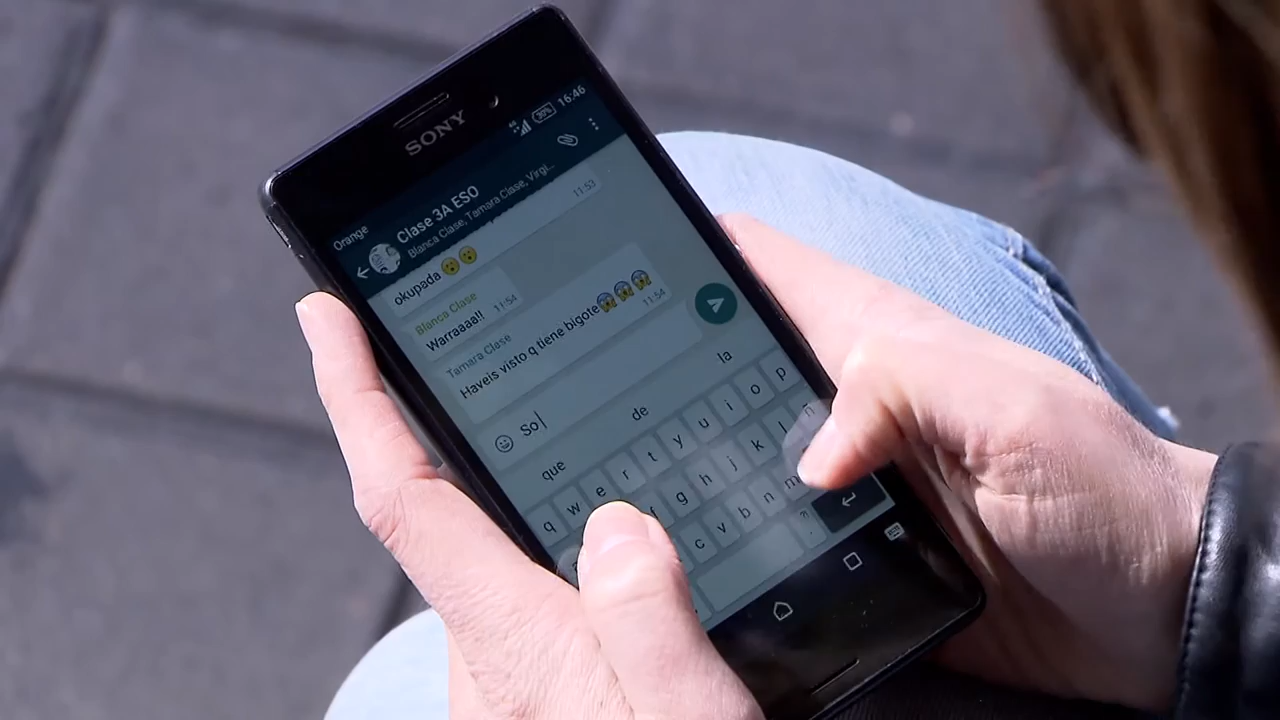 SONY
Orange 30% 16:46
Clase 3A ESO
Blanca Clase, Tamara Clase, Virgi...
11:53
okupada 😮😮
Blanca Clase
Warraaaa!! 11:54
Tamara Clase
Haveis visto q tiene bigote😱😱😱
11:54
So
que de la
q w e r t y u i o p
f g h j k l ñ
c v b n m